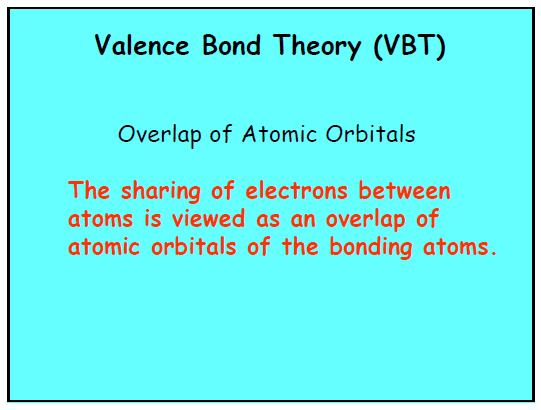 Valence Bond Theory (VBT)
Overlap of Atomic Orbitals
The sharing of electrons between
atoms is viewed as an overlap of
atomic orbitals of the bonding atoms.